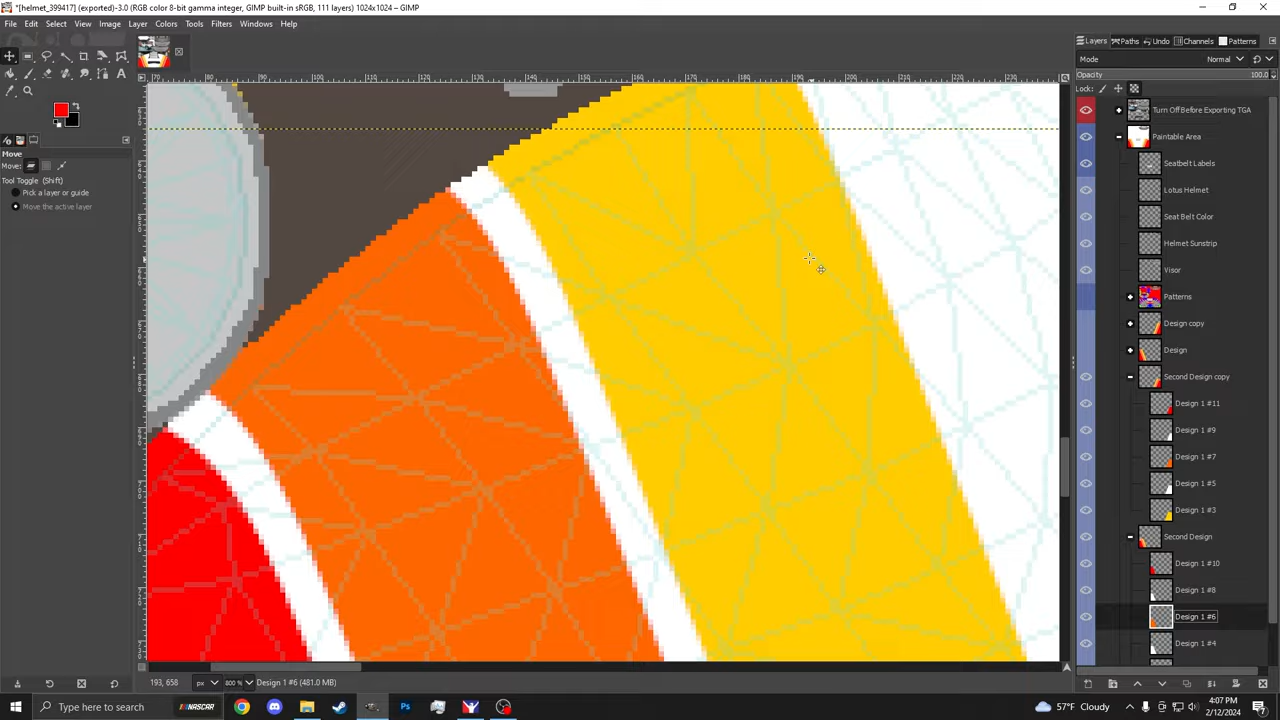 *[helmet_399417] (exported)-3.0 (RGB color 8-bit gamma integer, GIMP built-in sRGB, 111 layers) 1024x1024 – GIMP
File Edit Select View Image Layer Colors Tools Filters Windows Help
Layers Paths Undo Channels Patterns
Mode Normal
Opacity 100.0
Lock:
Move
Move:
Tool Toggle (Shift)
Pick a layer or guide
Move the active layer
Turn Off Before Exporting TGA
Paintable Area
Seatbelt Labels
Lotus Helmet
Seat Belt Color
Helmet Sunstrip
Visor
Patterns
Design copy
Design
Second Design copy
Design 1 #11
Design 1 #9
Design 1 #7
Design 1 #5
Design 1 #3
Second Design
Design 1 #10
Design 1 #8
Design 1 #6
Design 1 #4
193, 658 px 800 % Design 1 #6 (481.0 MB)
Type here to search NASCAR 57°F Cloudy 4:07 PM
2/12/2024